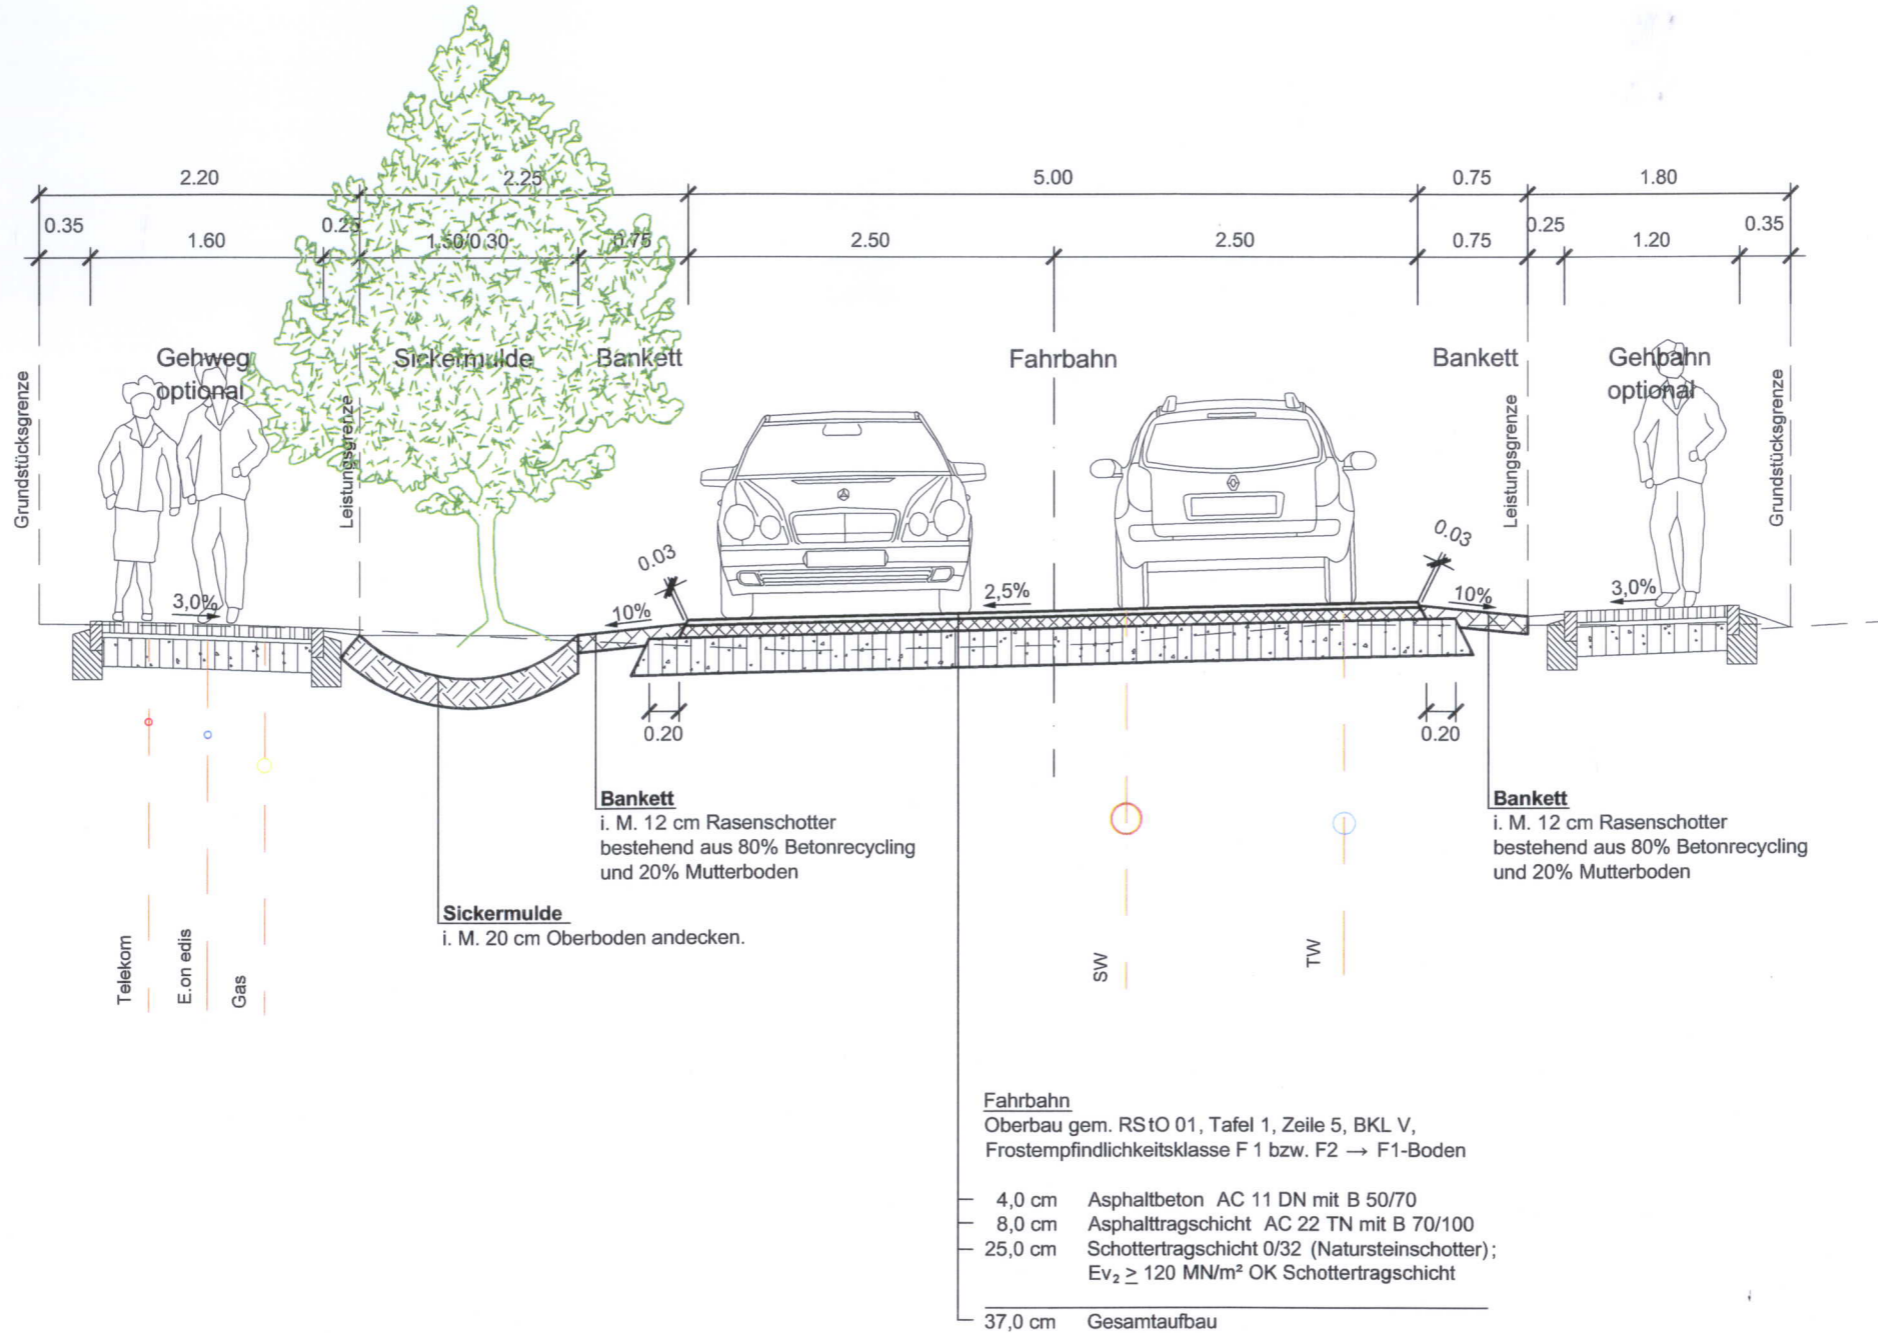 2.20 2.25 5.00 0.75 1.80
0.35 1.60 0.25 1.50/0.30 0.75 2.50 2.50 0.75 0.25 1.20 0.35
Gehweg
optional
Sickermulde
Bankett
Fahrbahn
Bankett
Gehbahn
optional
Grundstücksgrenze
Leistungsgrenze
Leistungsgrenze
Grundstücksgrenze
3,0%
10%
0.03
2,5%
0.03
10%
3,0%
0.20
0.20
Bankett
i. M. 12 cm Rasenschotter
bestehend aus 80% Betonrecycling
und 20% Mutterboden
Bankett
i. M. 12 cm Rasenschotter
bestehend aus 80% Betonrecycling
und 20% Mutterboden
Sickermulde
i. M. 20 cm Oberboden andecken.
Telekom
E.on edis
Gas
SW
TW
Fahrbahn
Oberbau gem. RStO 01, Tafel 1, Zeile 5, BKL V,
Frostempfindlichkeitsklasse F 1 bzw. F2 → F1-Boden
4,0 cm Asphaltbeton AC 11 DN mit B 50/70
8,0 cm Asphalttragschicht AC 22 TN mit B 70/100
25,0 cm Schottertragschicht 0/32 (Natursteinschotter);
Ev₂ ≥ 120 MN/m² OK Schottertragschicht
37,0 cm Gesamtaufbau